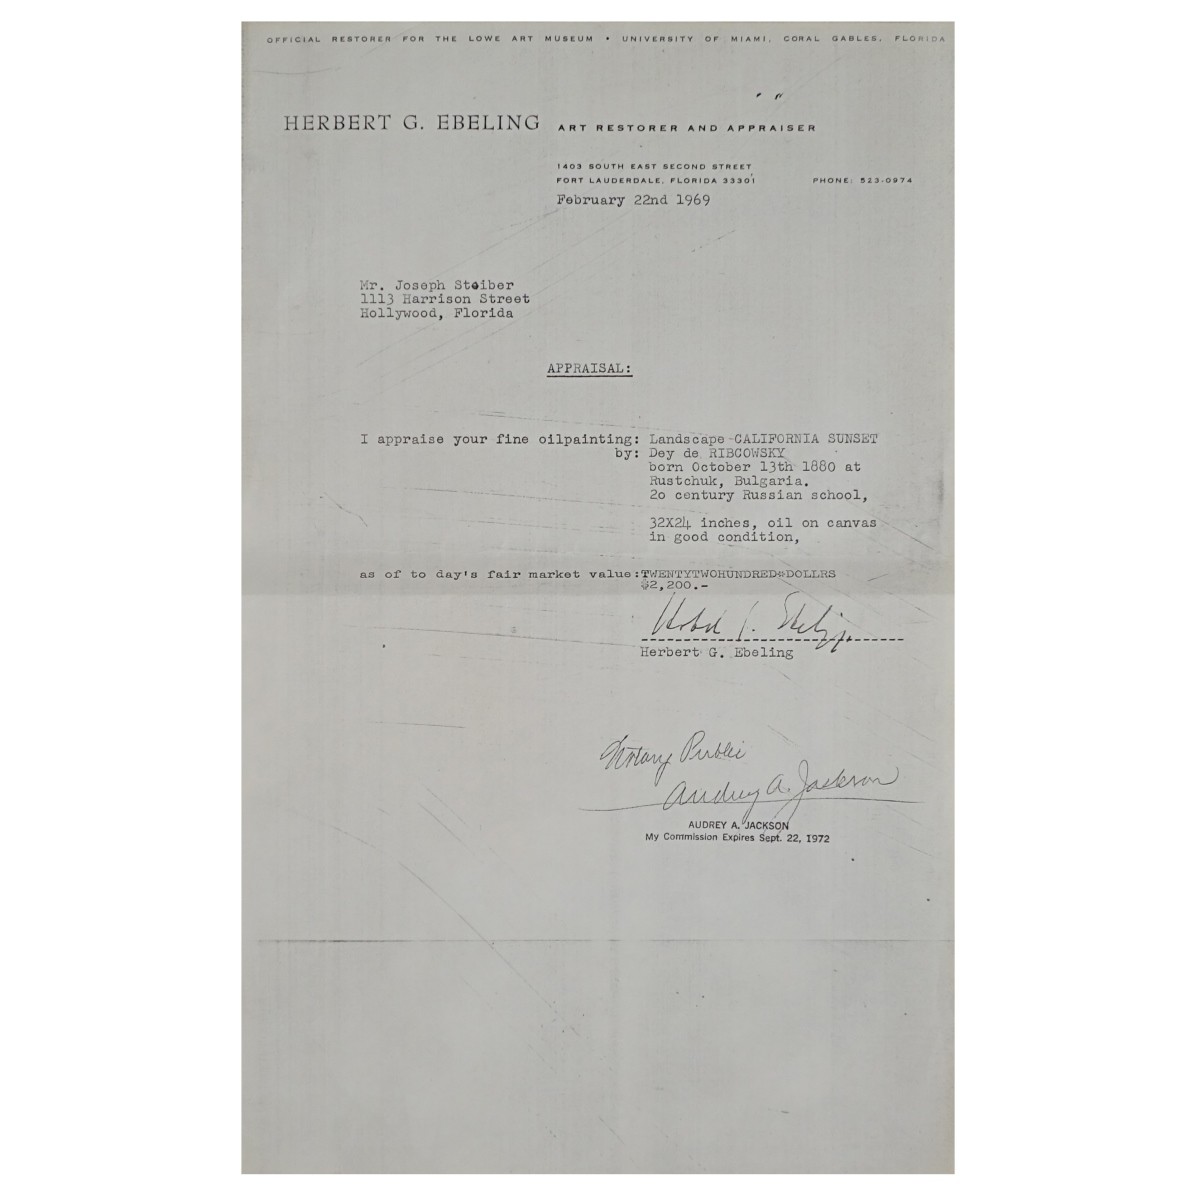 OFFICIAL RESTORER FOR THE LOWE ART MUSEUM • UNIVERSITY OF MIAMI, CORAL GABLES, FLORIDA
HERBERT G. EBELING ART RESTORER AND APPRAISER
1403 SOUTH EAST SECOND STREET
FORT LAUDERDALE, FLORIDA 33301 PHONE: 523-0974
February 22nd 1969
Mr. Joseph Steiber
1113 Harrison Street
Hollywood, Florida
APPRAISAL:
I appraise your fine oilpainting: Landscape-CALIFORNIA SUNSET
by: Dey de RIBCOWSKY
born October 13th 1880 at
Rustchuk, Bulgaria.
2o century Russian school,
32X24 inches, oil on canvas
in good condition,
as of to day's fair market value:TWENTYTWOHUNDRED*DOLLRS
$2,200.-
Herbert G. Ebeling
Herbert G. Ebeling
Notary Public
Audrey A. Jackson
AUDREY A. JACKSON
My Commission Expires Sept. 22, 1972